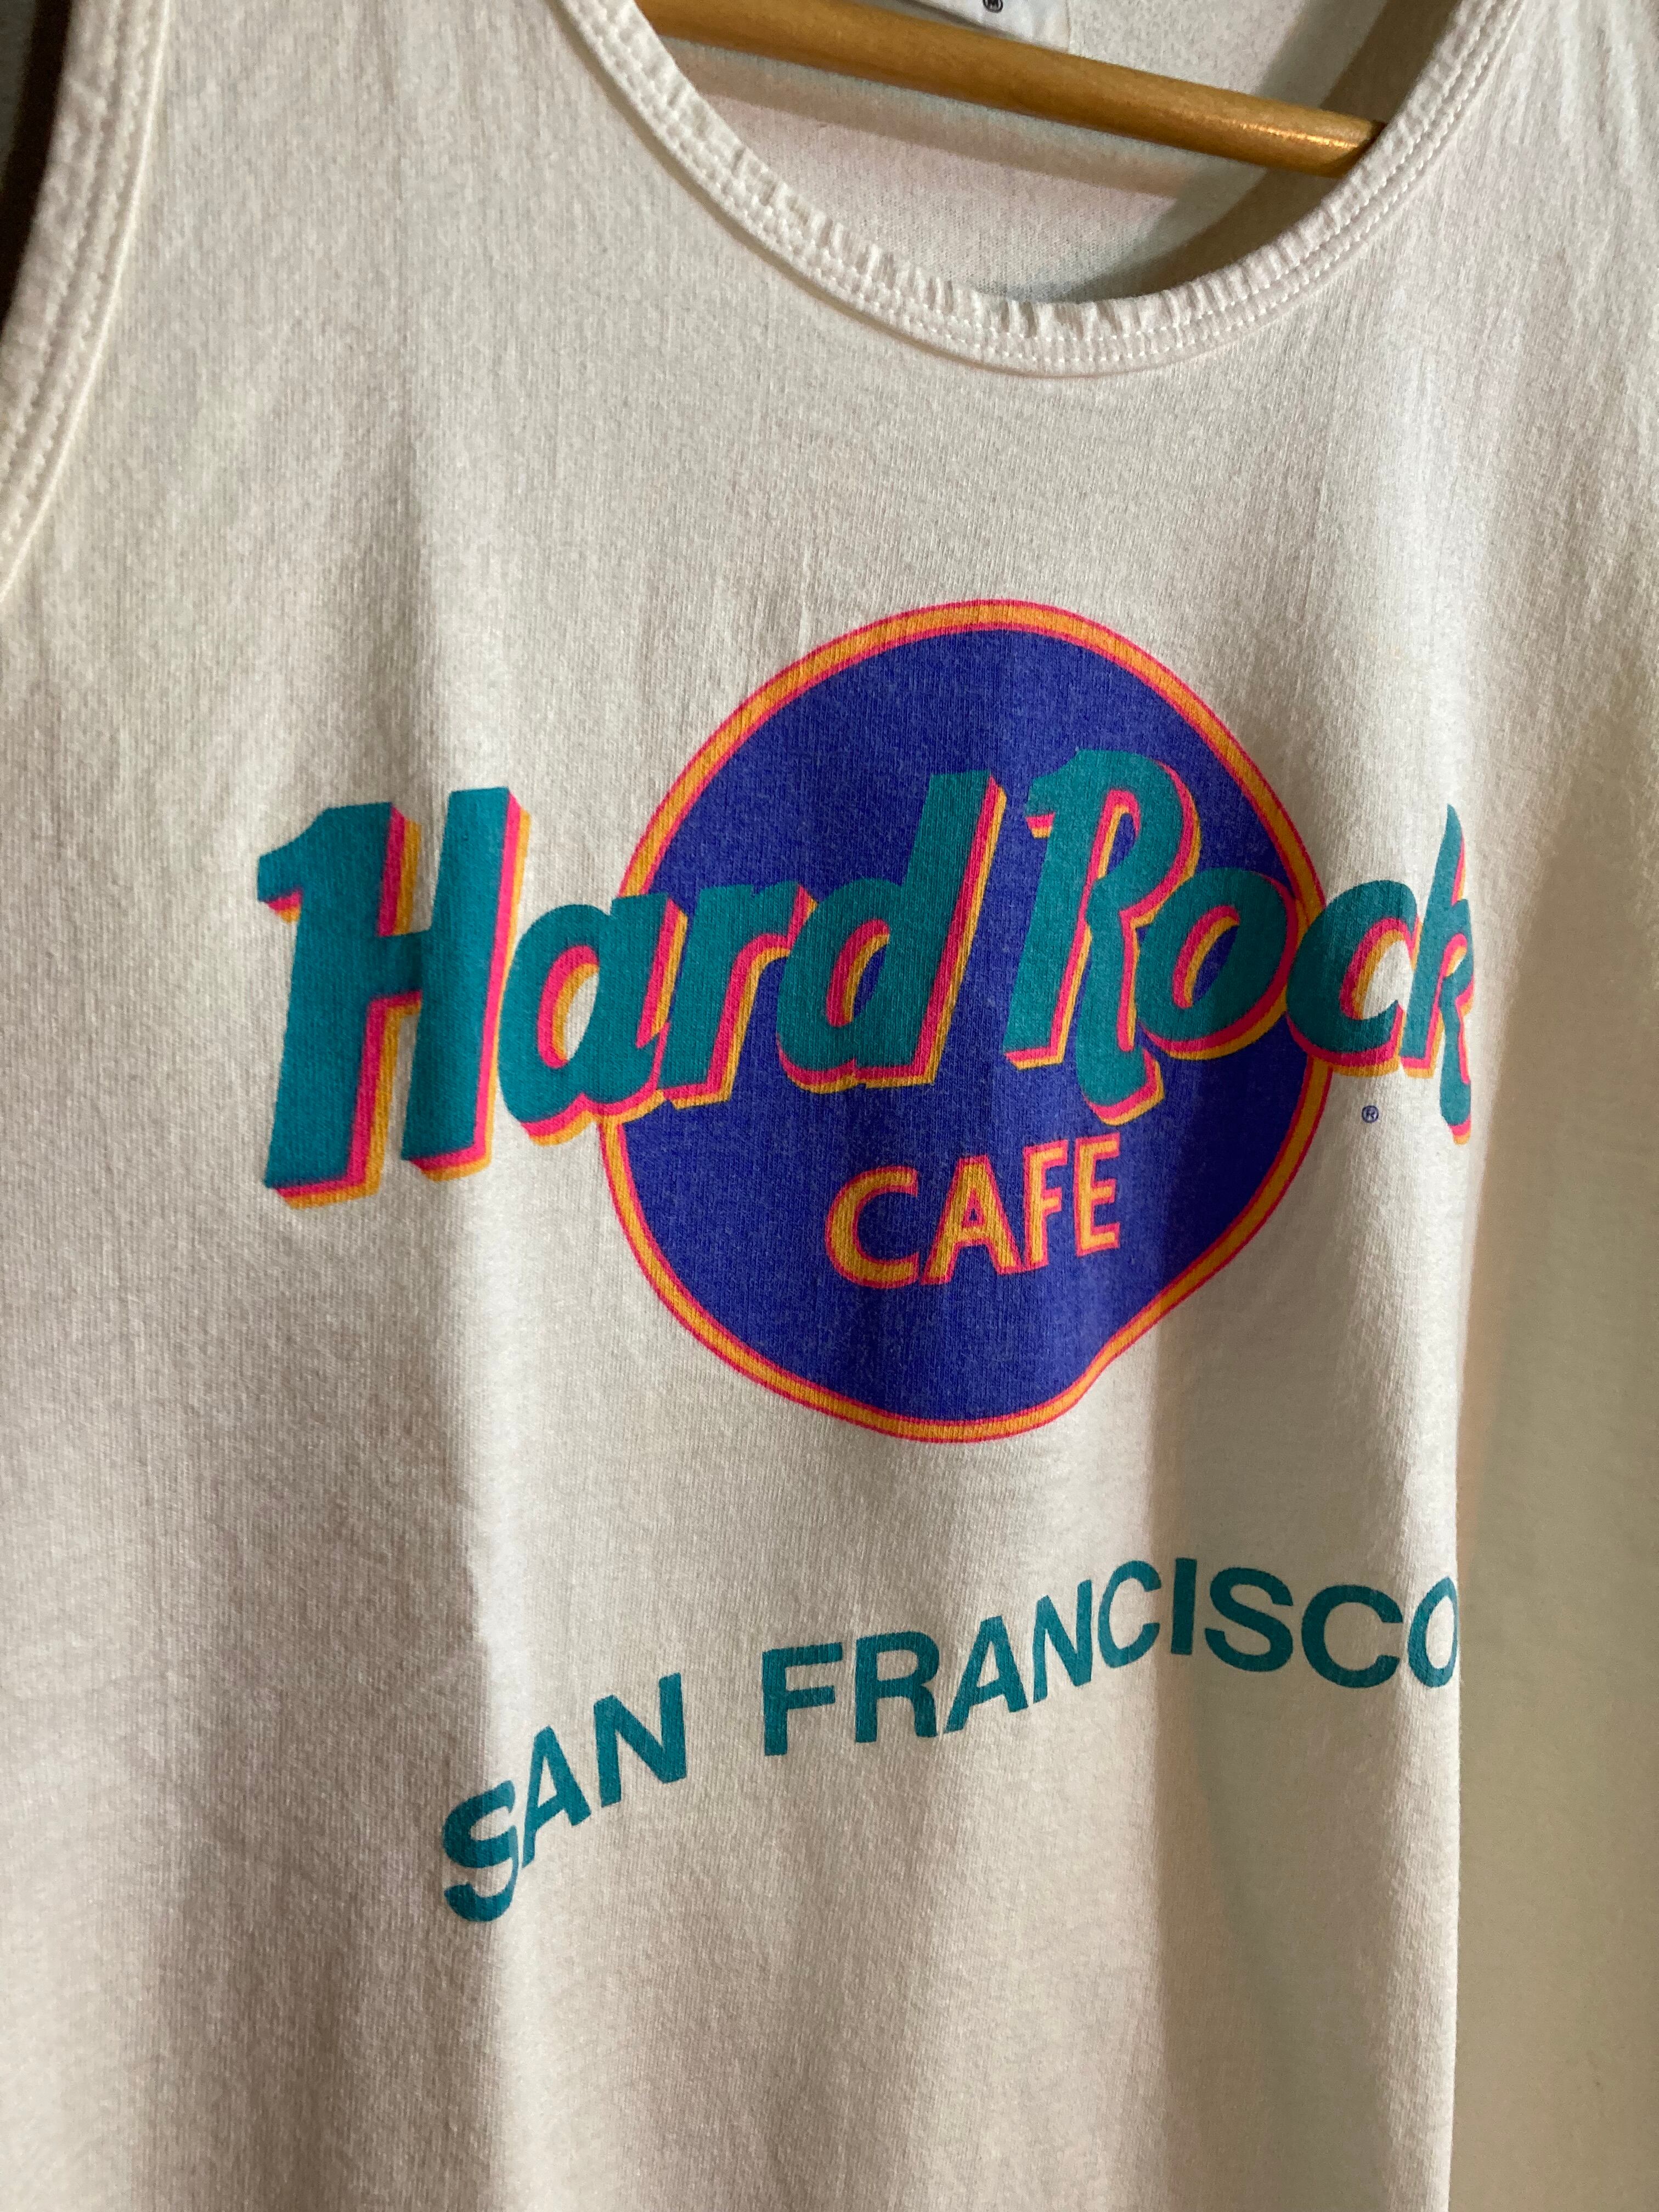 Hard Rock
®
CAFE
SAN FRANCISCO